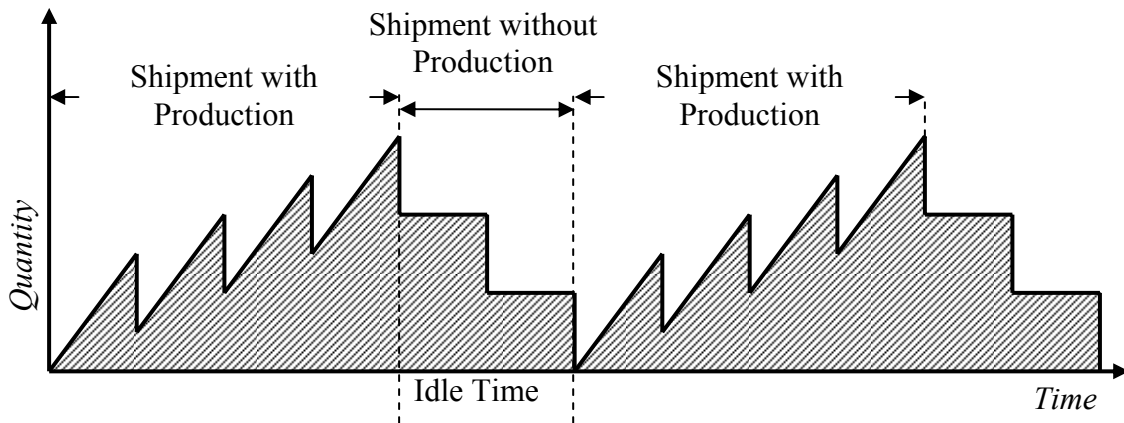 Shipment without
Production
Shipment with
Production
Shipment with
Production
Quantity
Idle Time
Time